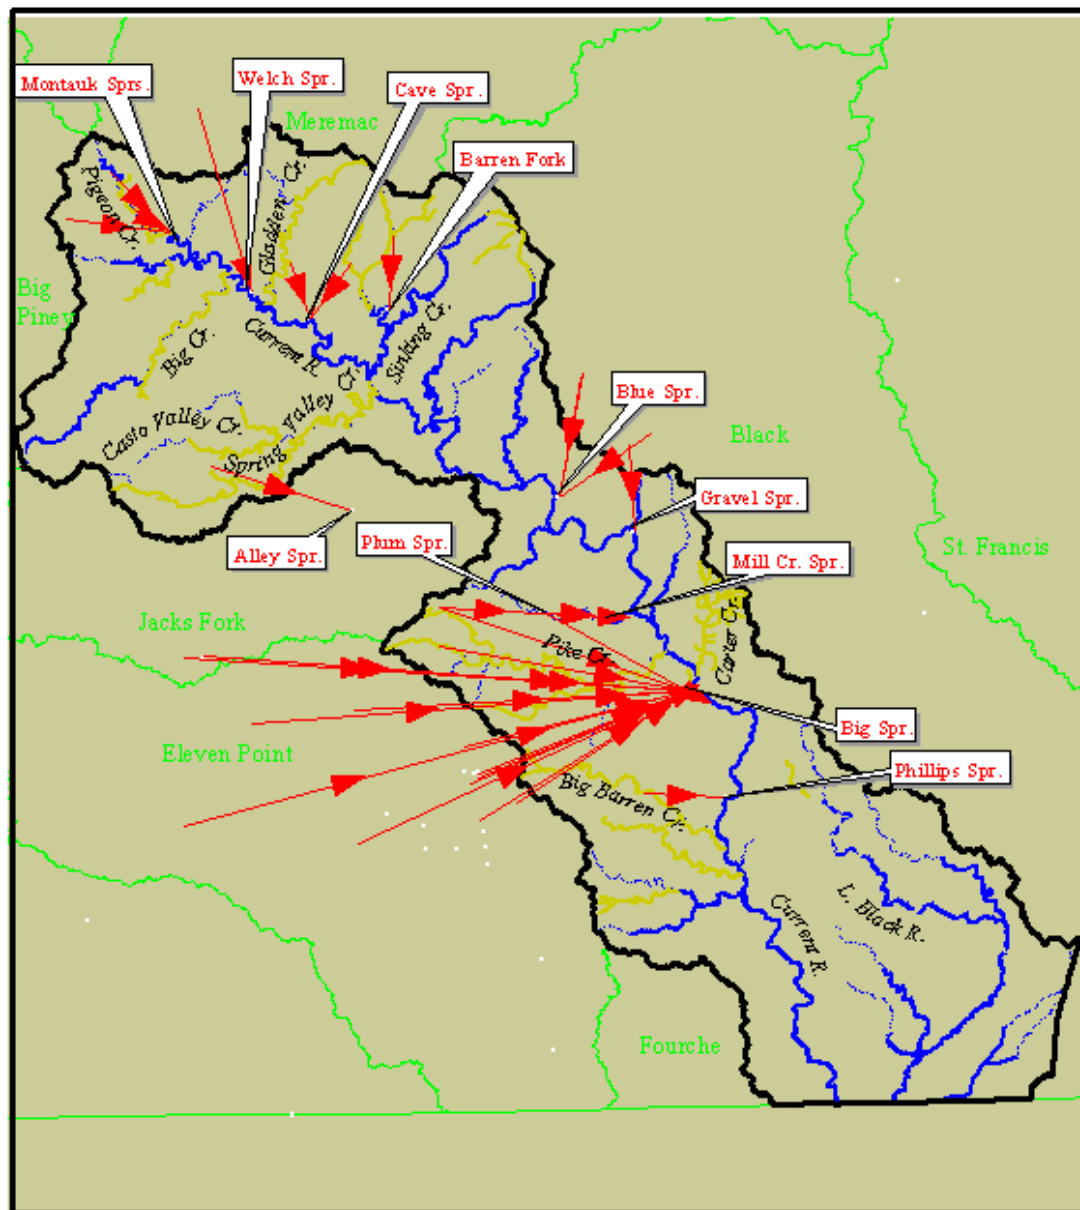 Montauk Sprs.
Welch Spr.
Cave Spr.
Meremac
Barren Fork
Pigeon Cr.
Gladden Cr.
Big
Piney
Big Cr.
Current R.
Sinking Cr.
Casto Valley Cr.
Spring Valley Cr.
Blue Spr.
Black
Gravel Spr.
Alley Spr.
Plum Spr.
Mill Cr. Spr.
St. Francis
Jacks Fork
Pike Cr.
Carter Cr.
Big Spr.
Eleven Point
Phillips Spr.
Big Barren Cr.
Current R.
L. Black R.
Fourche